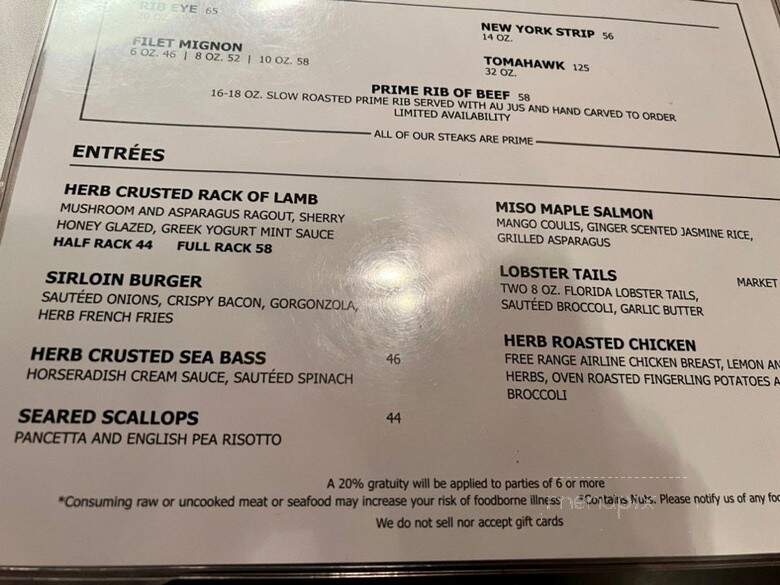 RIB EYE 65
NEW YORK STRIP 56
14 OZ.
FILET MIGNON
6 OZ. 46 | 8 OZ. 52 | 10 OZ. 58
TOMAHAWK 125
32 OZ.
PRIME RIB OF BEEF 58
16-18 OZ. SLOW ROASTED PRIME RIB SERVED WITH AU JUS AND HAND CARVED TO ORDER
LIMITED AVAILABILITY
ALL OF OUR STEAKS ARE PRIME
ENTRÉES
HERB CRUSTED RACK OF LAMB
MUSHROOM AND ASPARAGUS RAGOUT, SHERRY
HONEY GLAZED, GREEK YOGURT MINT SAUCE
HALF RACK 44 FULL RACK 58
SIRLOIN BURGER
SAUTÉED ONIONS, CRISPY BACON, GORGONZOLA,
HERB FRENCH FRIES
HERB CRUSTED SEA BASS 46
HORSERADISH CREAM SAUCE, SAUTÉED SPINACH
SEARED SCALLOPS 44
PANCETTA AND ENGLISH PEA RISOTTO
MISO MAPLE SALMON
MANGO COULIS, GINGER SCENTED JASMINE RICE,
GRILLED ASPARAGUS
LOBSTER TAILS MARKET
TWO 8 OZ. FLORIDA LOBSTER TAILS,
SAUTÉED BROCCOLI, GARLIC BUTTER
HERB ROASTED CHICKEN
FREE RANGE AIRLINE CHICKEN BREAST, LEMON AN
HERBS, OVEN ROASTED FINGERLING POTATOES A
BROCCOLI
A 20% gratuity will be applied to parties of 6 or more
*Consuming raw or uncooked meat or seafood may increase your risk of foodborne illness *Contains Nuts. Please notify us of any foo
We do not sell nor accept gift cards
menupix